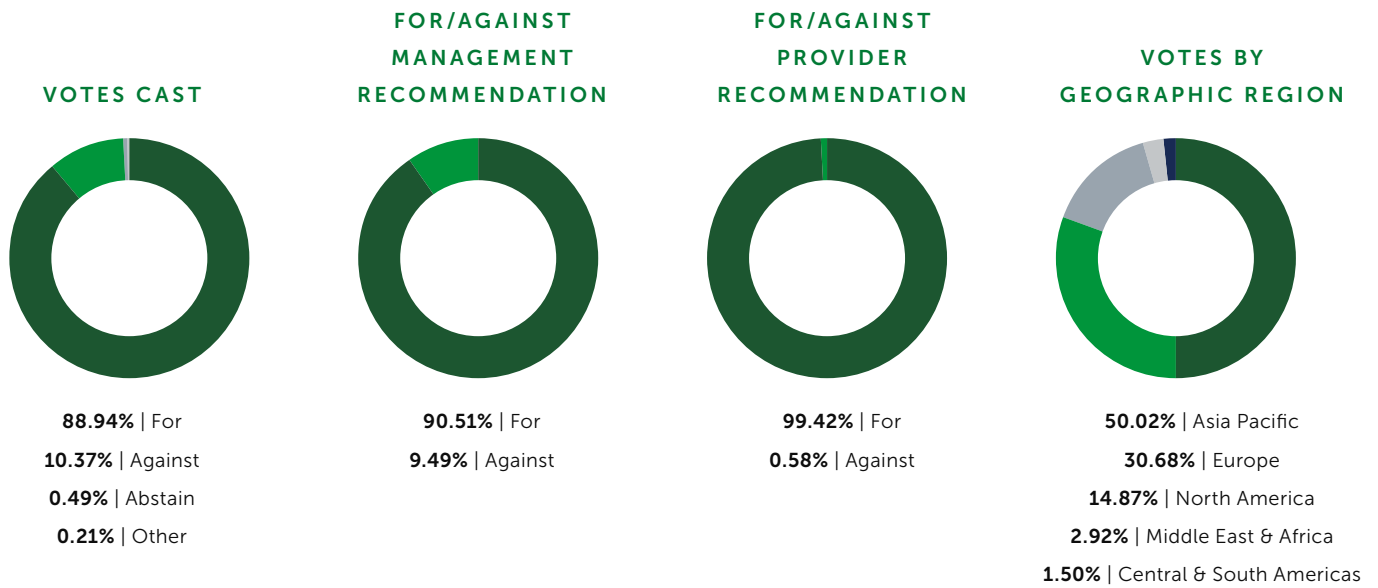 VOTES CAST
88.94% | For
10.37% | Against
0.49% | Abstain
0.21% | Other
FOR/AGAINST
MANAGEMENT
RECOMMENDATION
90.51% | For
9.49% | Against
FOR/AGAINST
PROVIDER
RECOMMENDATION
99.42% | For
0.58% | Against
VOTES BY
GEOGRAPHIC REGION
50.02% | Asia Pacific
30.68% | Europe
14.87% | North America
2.92% | Middle East & Africa
1.50% | Central & South Americas